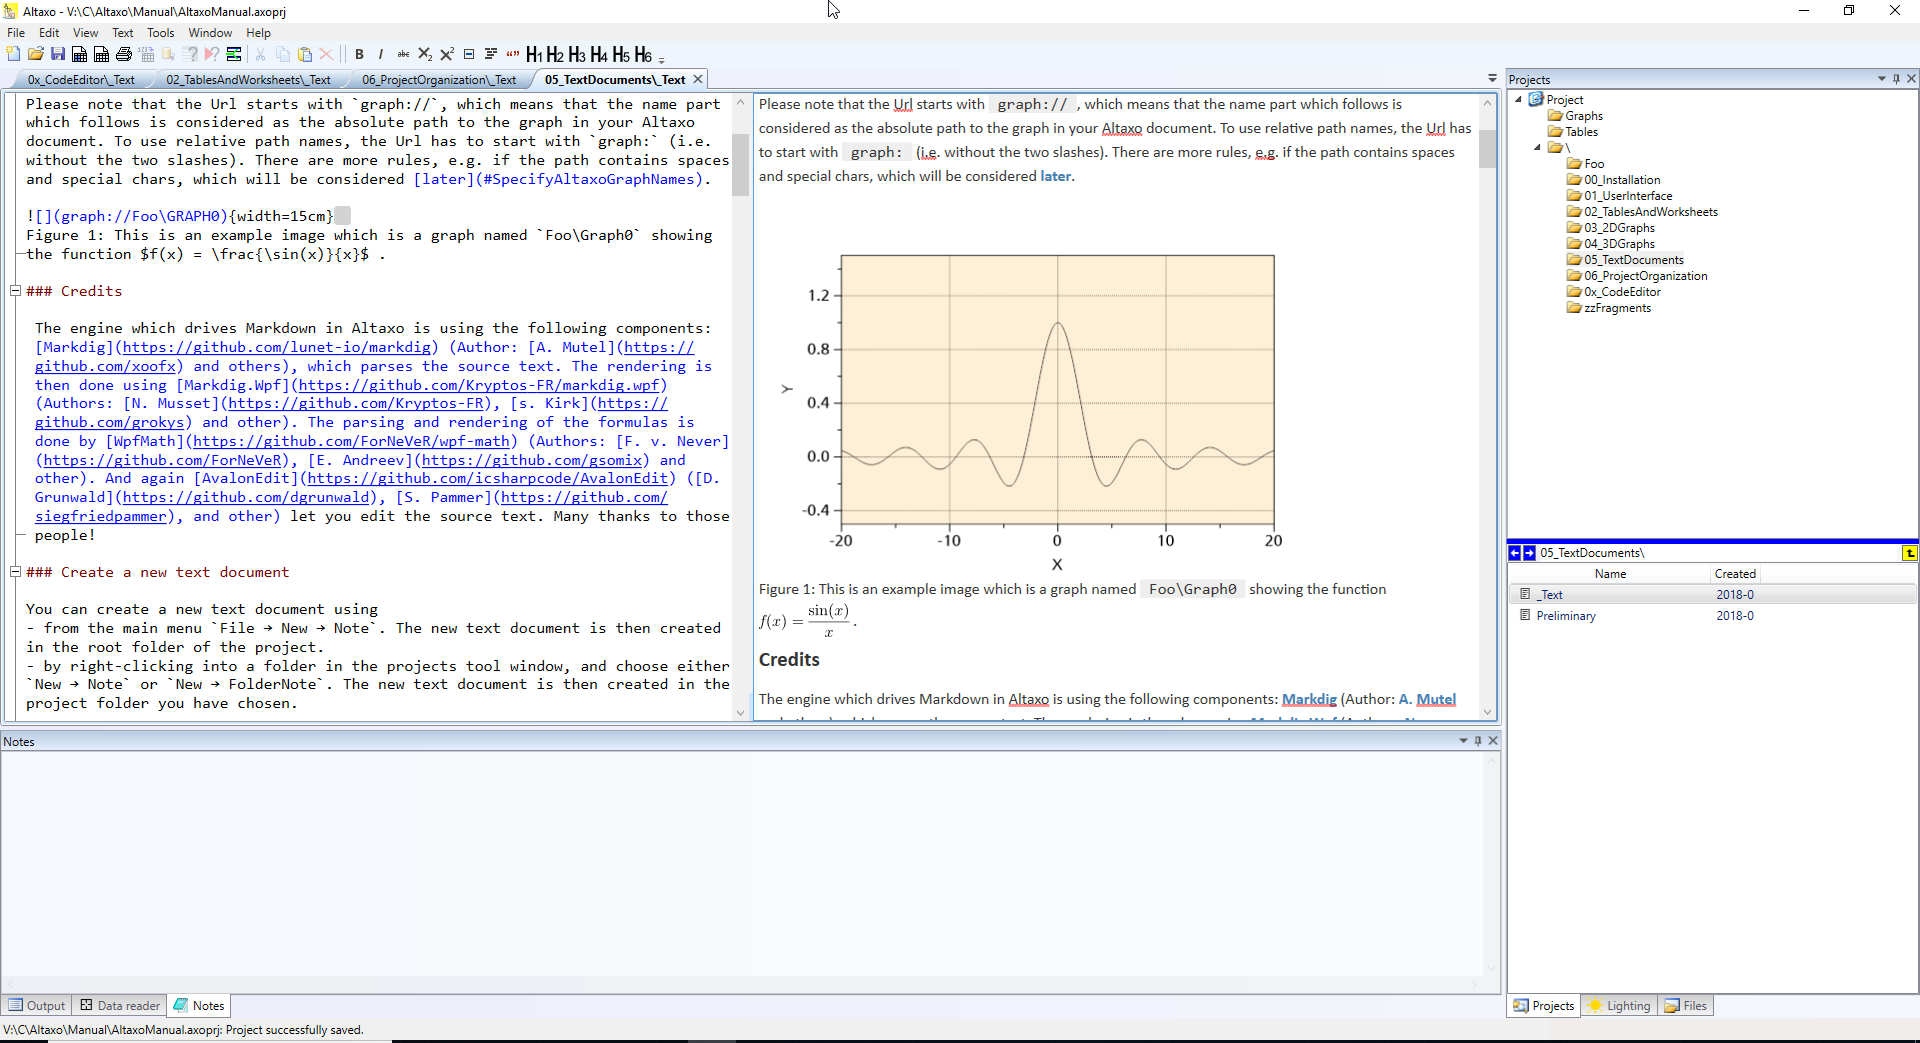 Altaxo - V:\C\Altaxo\Manual\AltaxoManual.axoprj
File Edit View Text Tools Window Help
B I abc X2 X2 H1 H2 H3 H4 H5 H6
0x_CodeEditor\_Text 02_TablesAndWorksheets\_Text 06_ProjectOrganization\_Text 05_TextDocuments\_Text
Please note that the Url starts with `graph://`, which means that the name part
which follows is considered as the absolute path to the graph in your Altaxo
document. To use relative path names, the Url has to start with `graph:` (i.e.
without the two slashes). There are more rules, e.g. if the path contains spaces
and special chars, which will be considered [later](#SpecifyAltaxoGraphNames).
![](graph://Foo\GRAPH0){width=15cm}
Figure 1: This is an example image which is a graph named `Foo\Graph0` showing
the function $f(x) = \frac{\sin(x)}{x}$ .
### Credits
The engine which drives Markdown in Altaxo is using the following components:
[Markdig](https://github.com/lunet-io/markdig) (Author: [A. Mutel](https://
github.com/xoofx) and others), which parses the source text. The rendering is
then done using [Markdig.Wpf](https://github.com/Kryptos-FR/markdig.wpf)
(Authors: [N. Musset](https://github.com/Kryptos-FR), [s. Kirk](https://
github.com/grokys) and other). The parsing and rendering of the formulas is
done by [WpfMath](https://github.com/ForNeVeR/wpf-math) (Authors: [F. v. Never]
(https://github.com/ForNeVeR), [E. Andreev](https://github.com/gsomix) and
other). And again [AvalonEdit](https://github.com/icsharpcode/AvalonEdit) ([D.
Grunwald](https://github.com/dgrunwald), [S. Pammer](https://github.com/
siegfriedpammer), and other) let you edit the source text. Many thanks to those
people!
### Create a new text document
You can create a new text document using
- from the main menu `File → New → Note`. The new text document is then created
in the root folder of the project.
- by right-clicking into a folder in the projects tool window, and choose either
`New → Note` or `New → FolderNote`. The new text document is then created in the
project folder you have chosen.
Please note that the Url starts with graph:// , which means that the name part which follows is
considered as the absolute path to the graph in your Altaxo document. To use relative path names, the Url has
to start with graph: (i.e. without the two slashes). There are more rules, e.g. if the path contains spaces
and special chars, which will be considered later.
1.2
0.8
Y
0.4
0.0
-0.4
-20 -10 0 10 20
X
Figure 1: This is an example image which is a graph named Foo\Graph0 showing the function
f(x) = sin(x)/x .
Credits
The engine which drives Markdown in Altaxo is using the following components: Markdig (Author: A. Mutel
Projects
Project
Graphs
Tables
\
Foo
00_Installation
01_UserInterface
02_TablesAndWorksheets
03_2DGraphs
04_3DGraphs
05_TextDocuments
06_ProjectOrganization
0x_CodeEditor
zzFragments
05_TextDocuments\
Name Created
_Text 2018-0
Preliminary 2018-0
Notes
Output Data reader Notes
Projects Lighting Files
V:\C\Altaxo\Manual\AltaxoManual.axoprj: Project successfully saved.